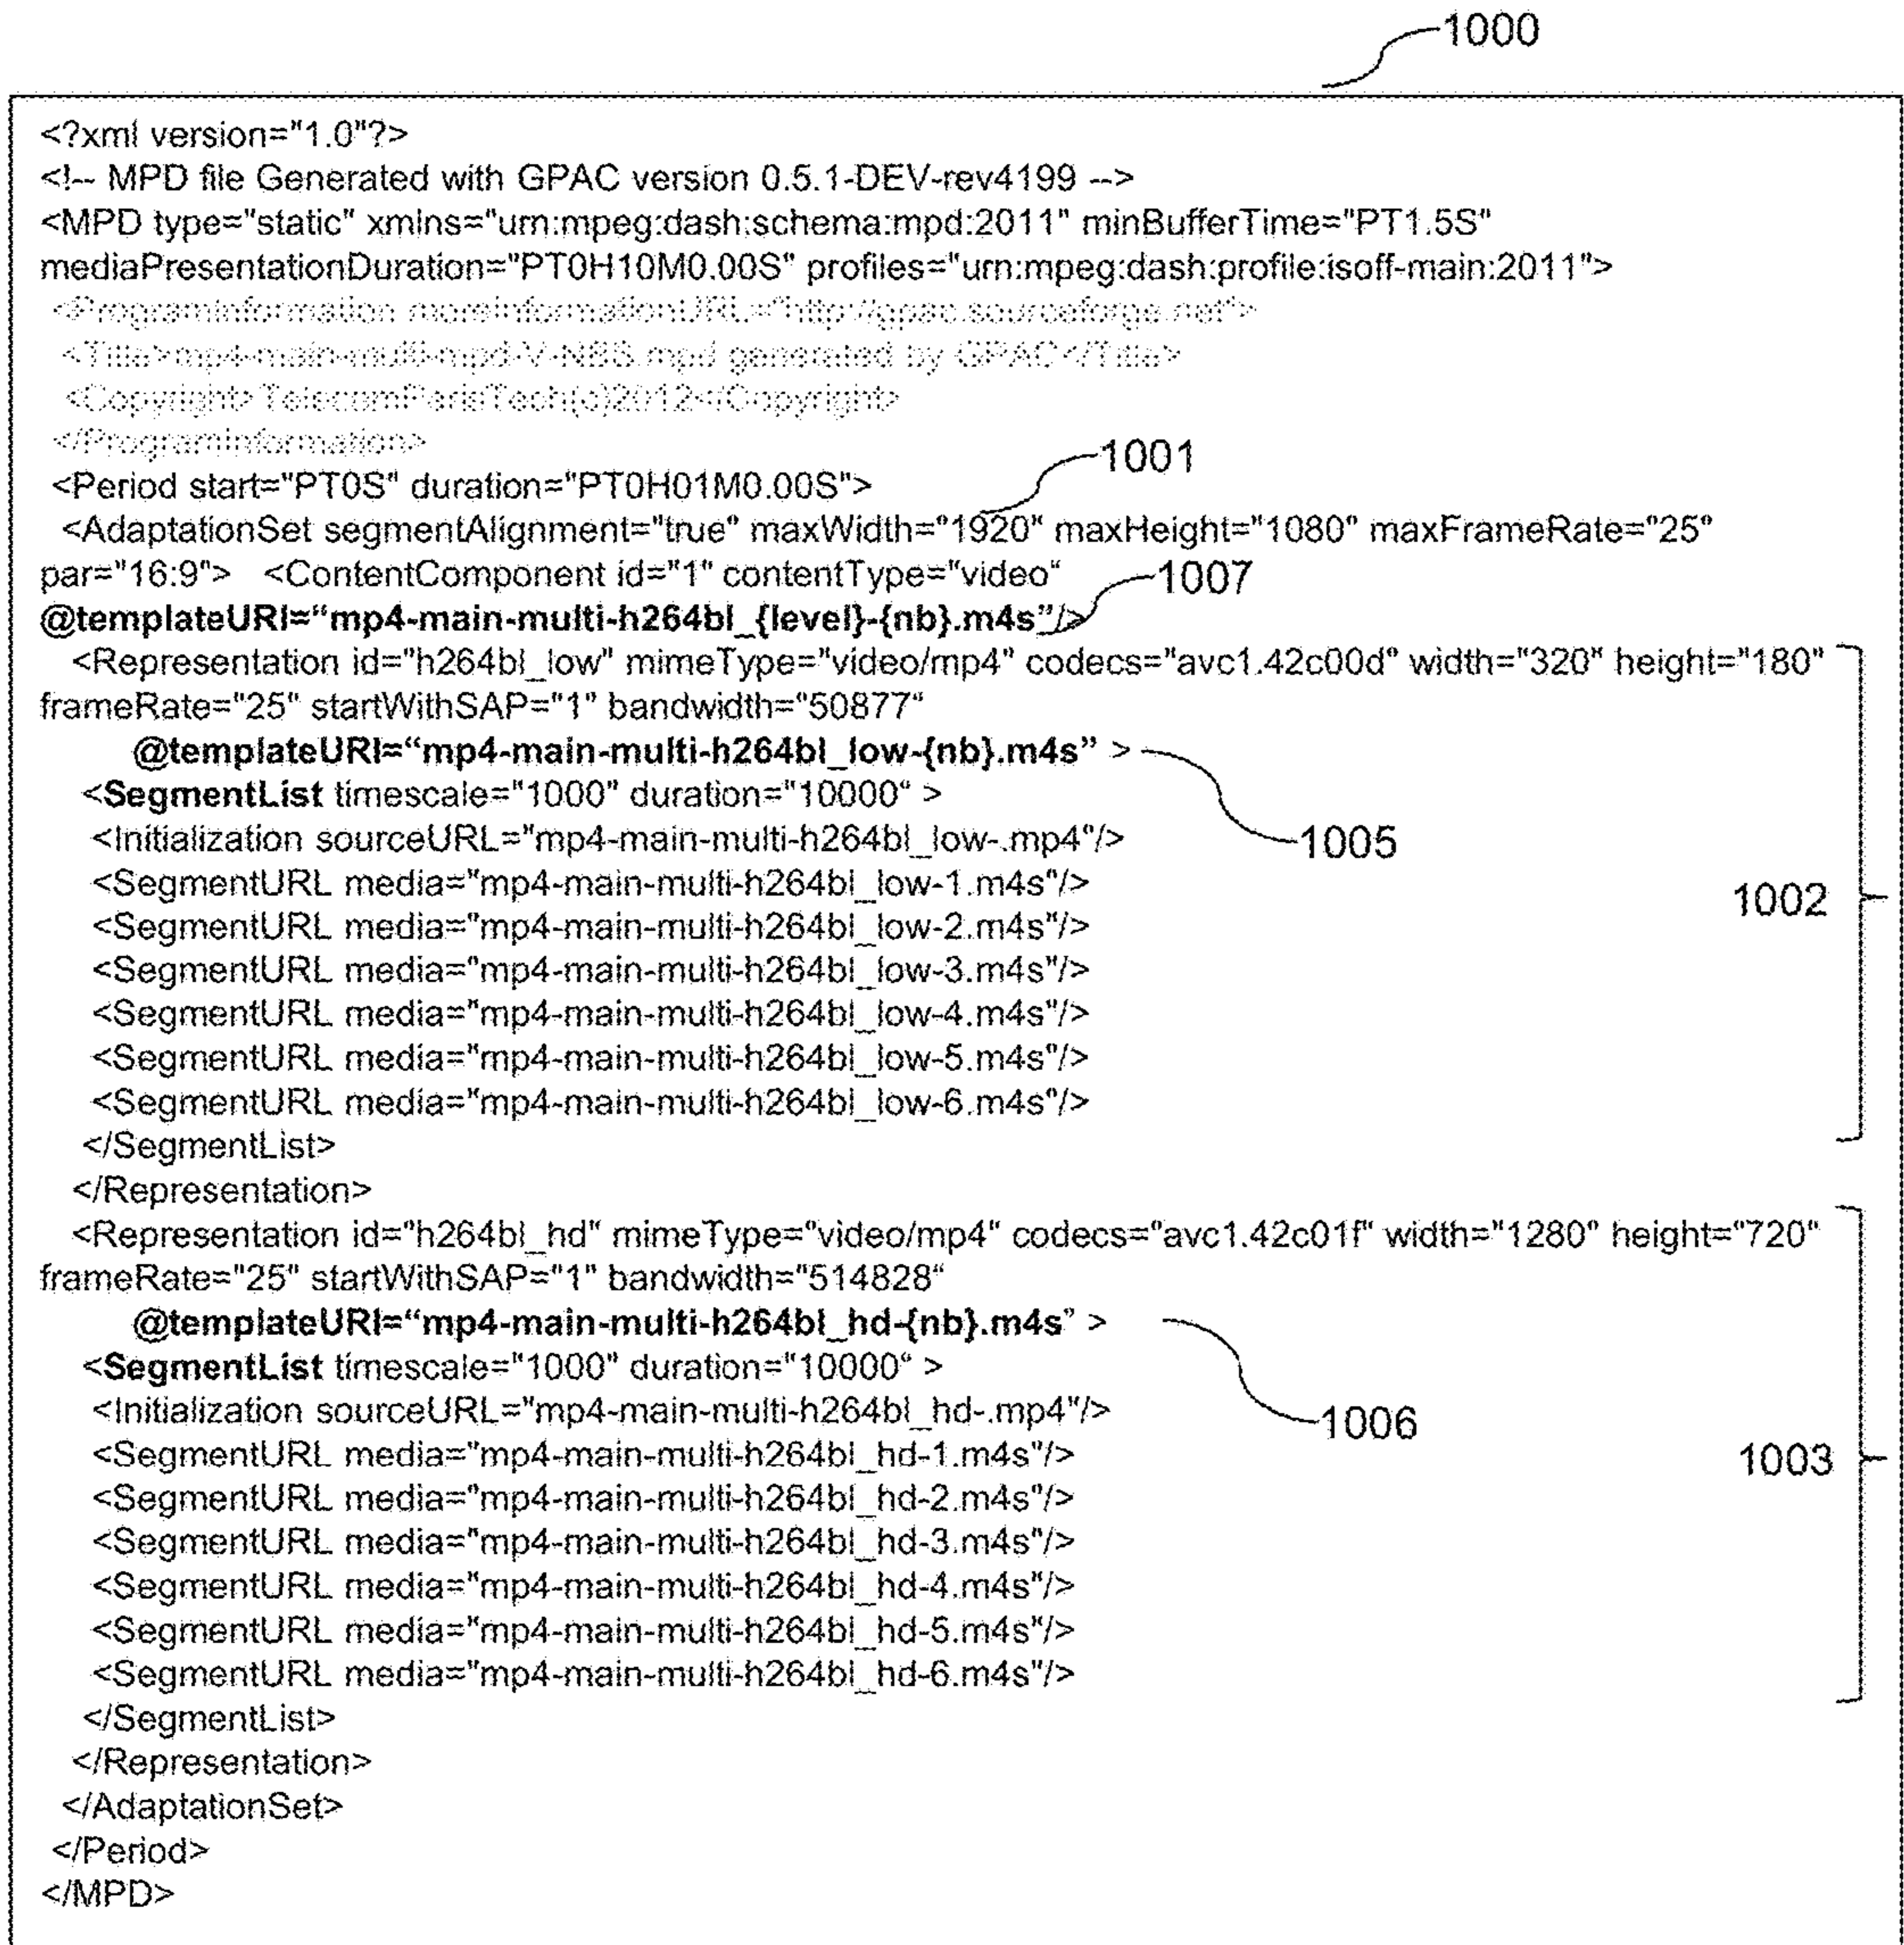 1000
<?xml version="1.0"?>
<!-- MPD file Generated with GPAC version 0.5.1-DEV-rev4199 -->
<MPD type="static" xmlns="urn:mpeg:dash:schema:mpd:2011" minBufferTime="PT1.5S"
mediaPresentationDuration="PT0H10M0.00S" profiles="urn:mpeg:dash:profile:isoff-main:2011">
<ProgramInformation moreInformationURL="http://gpac.sourceforge.net">
<Title>mp4-main-multi-mpd-V-NBS.mpd generated by GPAC</Title>
<Copyright>TelecomParisTech(c)2012</Copyright>
</ProgramInformation>
1001
<Period start="PT0S" duration="PT0H01M0.00S">
<AdaptationSet segmentAlignment="true" maxWidth="1920" maxHeight="1080" maxFrameRate="25"
par="16:9"> <ContentComponent id="1" contentType="video“ 1007
@templateURI=“mp4-main-multi-h264bl_{level}-{nb}.m4s”/>
<Representation id="h264bl_low" mimeType="video/mp4" codecs="avc1.42c00d" width="320" height="180"
frameRate="25" startWithSAP="1" bandwidth="50877“
@templateURI=“mp4-main-multi-h264bl_low-{nb}.m4s” >
<SegmentList timescale="1000" duration="10000“ >
<Initialization sourceURL="mp4-main-multi-h264bl_low-.mp4"/> 1005
<SegmentURL media="mp4-main-multi-h264bl_low-1.m4s"/> 1002
<SegmentURL media="mp4-main-multi-h264bl_low-2.m4s"/>
<SegmentURL media="mp4-main-multi-h264bl_low-3.m4s"/>
<SegmentURL media="mp4-main-multi-h264bl_low-4.m4s"/>
<SegmentURL media="mp4-main-multi-h264bl_low-5.m4s"/>
<SegmentURL media="mp4-main-multi-h264bl_low-6.m4s"/>
</SegmentList>
</Representation>
<Representation id="h264bl_hd" mimeType="video/mp4" codecs="avc1.42c01f" width="1280" height="720"
frameRate="25" startWithSAP="1" bandwidth="514828“
@templateURI=“mp4-main-multi-h264bl_hd-{nb}.m4s” >
<SegmentList timescale="1000" duration="10000“ >
<Initialization sourceURL="mp4-main-multi-h264bl_hd-.mp4"/> 1006
<SegmentURL media="mp4-main-multi-h264bl_hd-1.m4s"/> 1003
<SegmentURL media="mp4-main-multi-h264bl_hd-2.m4s"/>
<SegmentURL media="mp4-main-multi-h264bl_hd-3.m4s"/>
<SegmentURL media="mp4-main-multi-h264bl_hd-4.m4s"/>
<SegmentURL media="mp4-main-multi-h264bl_hd-5.m4s"/>
<SegmentURL media="mp4-main-multi-h264bl_hd-6.m4s"/>
</SegmentList>
</Representation>
</AdaptationSet>
</Period>
</MPD>